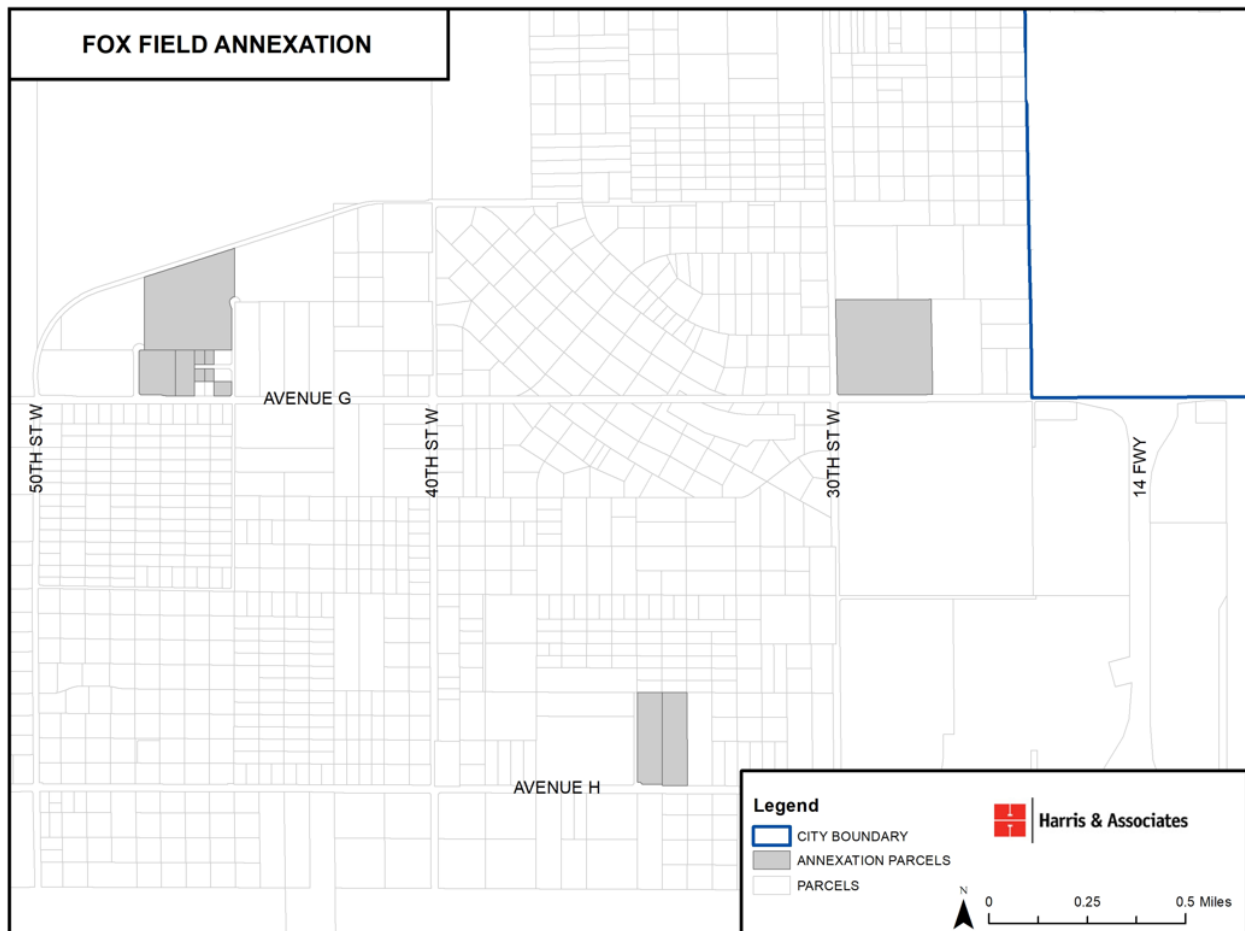 FOX FIELD ANNEXATION
AVENUE G
50TH ST W
40TH ST W
30TH ST W
14 FWY
AVENUE H
Legend
CITY BOUNDARY
ANNEXATION PARCELS
PARCELS
Harris & Associates
N
0 0.25 0.5 Miles